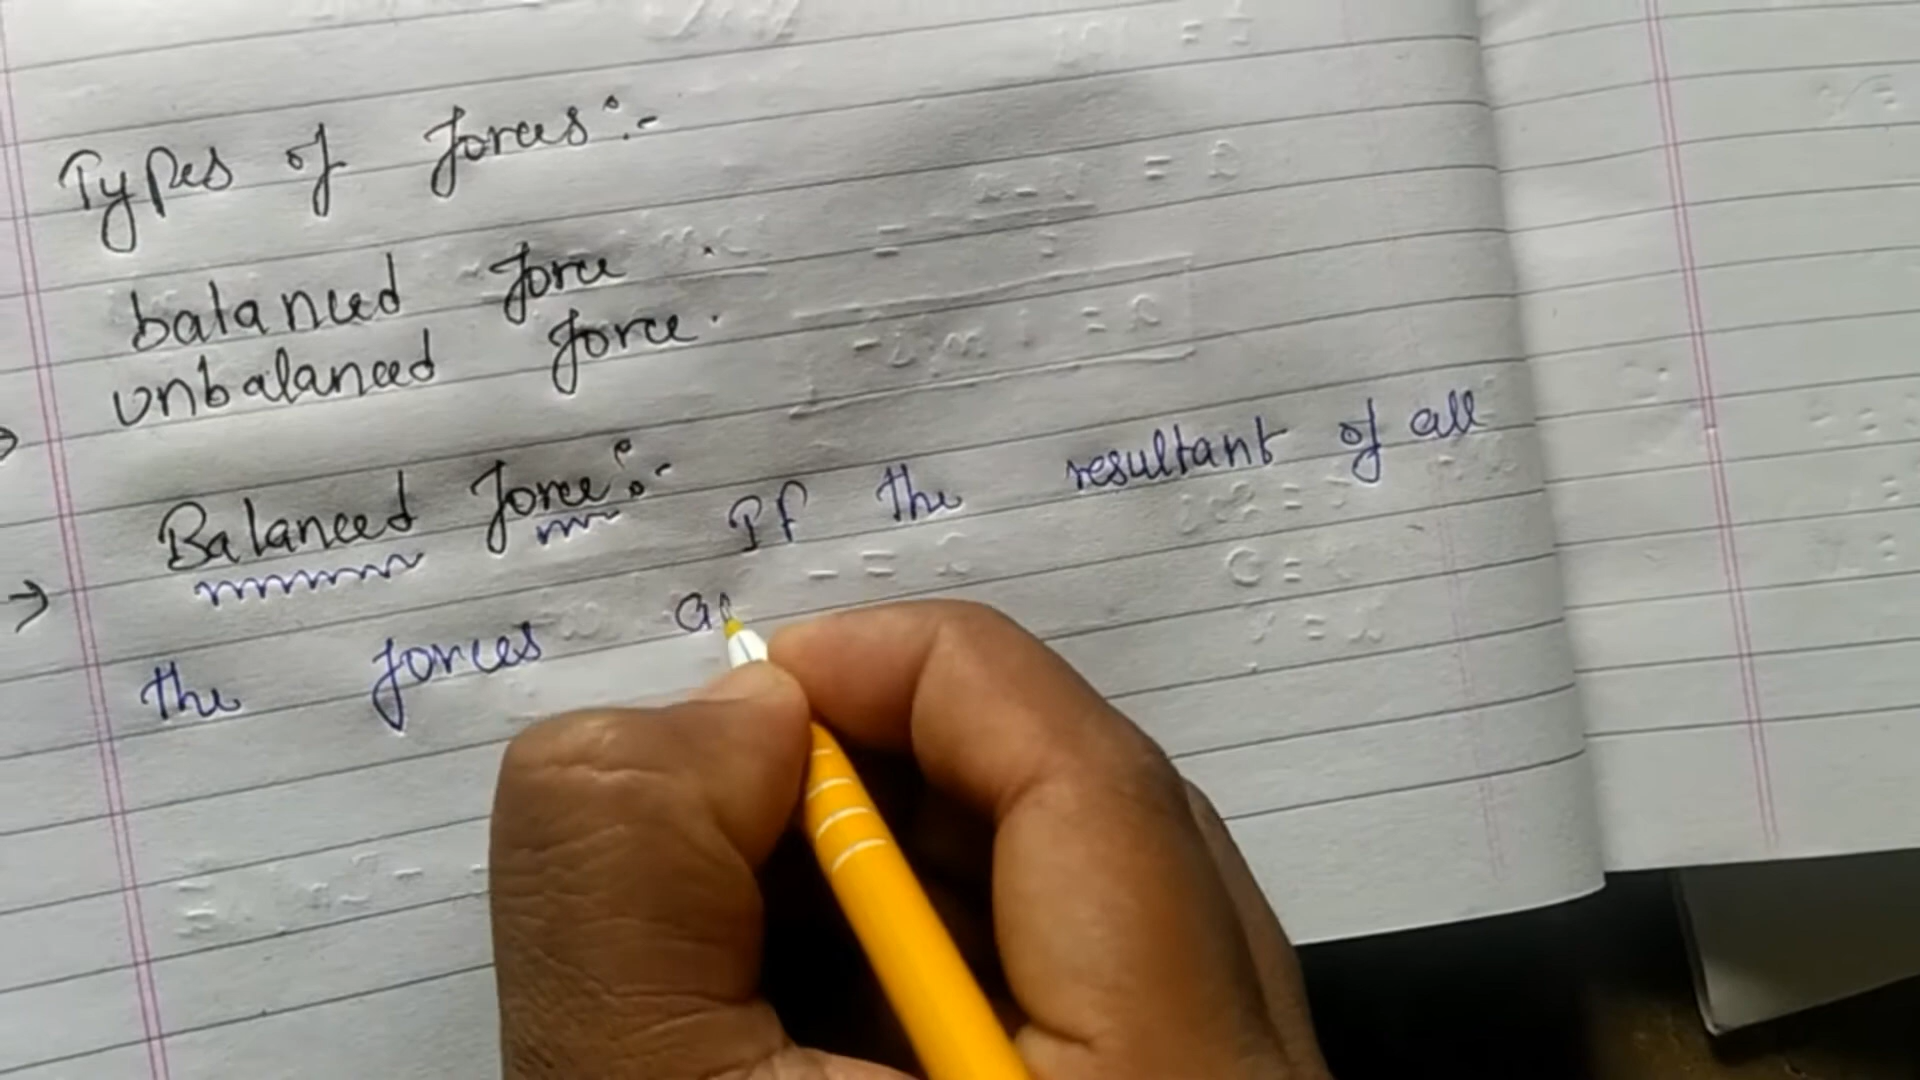 Types of forces:-
balanced force
unbalanced force.
→ Balanced force:- If the resultant of all
the forces